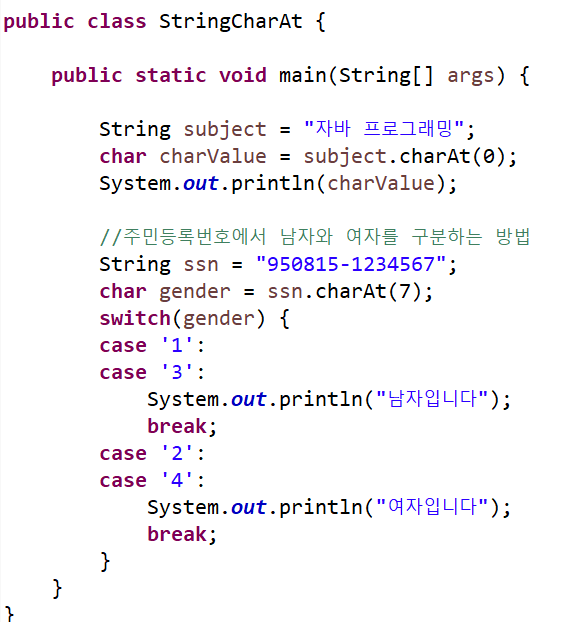 public class StringCharAt {
public static void main(String[] args) {
String subject = "자바 프로그래밍";
char charValue = subject.charAt(0);
System.out.println(charValue);
//주민등록번호에서 남자와 여자를 구분하는 방법
String ssn = "950815-1234567";
char gender = ssn.charAt(7);
switch(gender) {
case '1':
case '3':
System.out.println("남자입니다");
break;
case '2':
case '4':
System.out.println("여자입니다");
break;
}
}
}